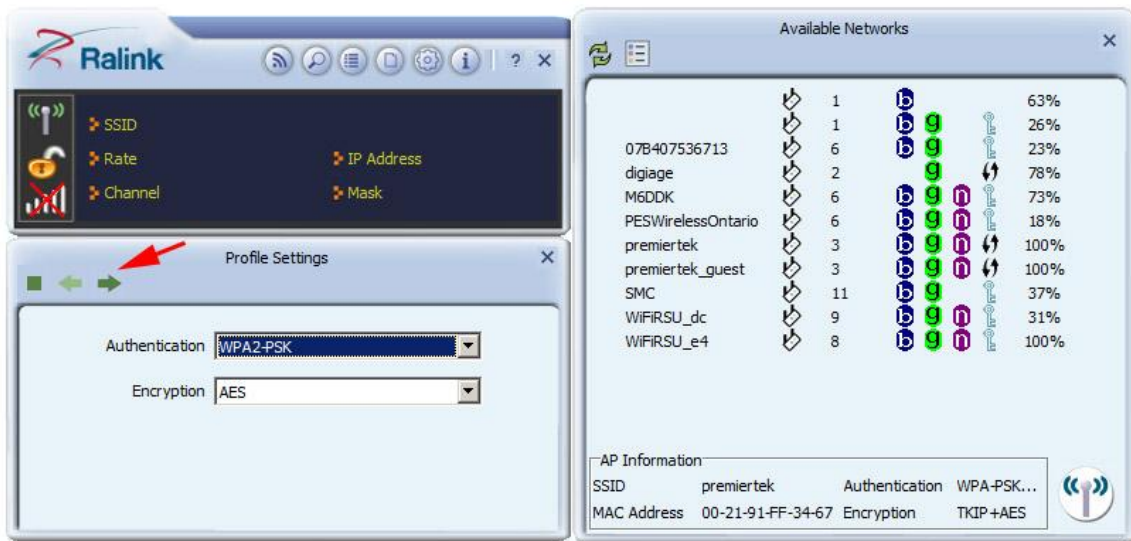 Ralink
? ×
SSID
Rate
IP Address
Channel
Mask
Profile Settings ×
Authentication WPA2-PSK
Encryption AES
Available Networks ×
1 b 63%
1 b g 26%
07B407536713 6 b g 23%
digiage 2 g 78%
M6DDK 6 b g n 73%
PESWirelessOntario 6 b g n 18%
premiertek 3 b g n 100%
premiertek_guest 3 b g n 100%
SMC 11 b g 37%
WiFiRSU_dc 9 b g n 31%
WiFiRSU_e4 8 b g n 100%
AP Information
SSID premiertek Authentication WPA-PSK...
MAC Address 00-21-91-FF-34-67 Encryption TKIP+AES